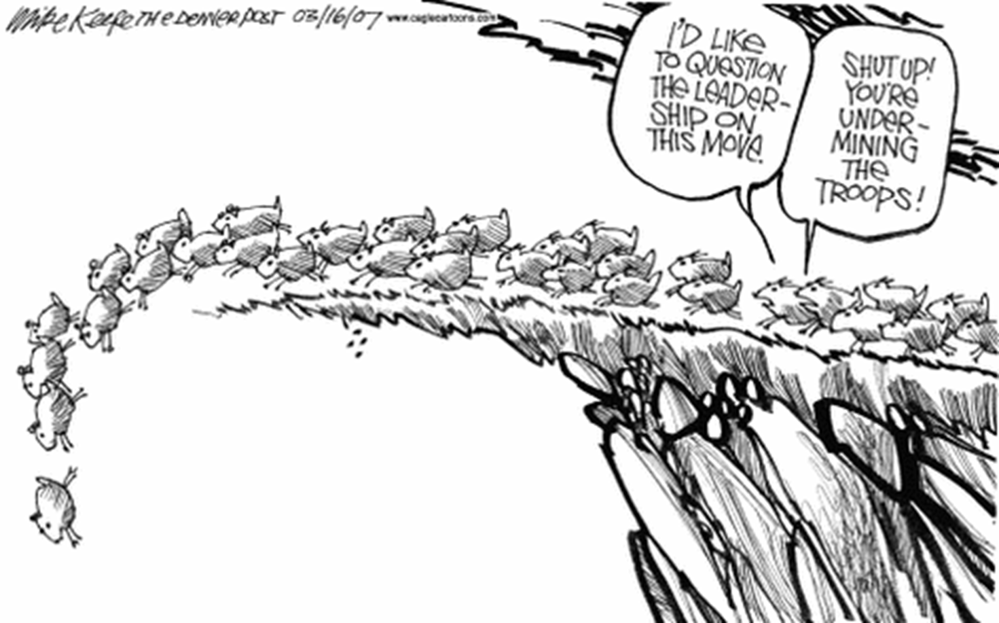 Mike Keefe THE DENVER POST 03/16/07 www.caglecartoons.com
I'D LIKE
TO QUESTION
THE LEADER-
SHIP ON
THIS MOVE.
SHUT UP!
YOU'RE
UNDER-
MINING
THE
TROOPS!